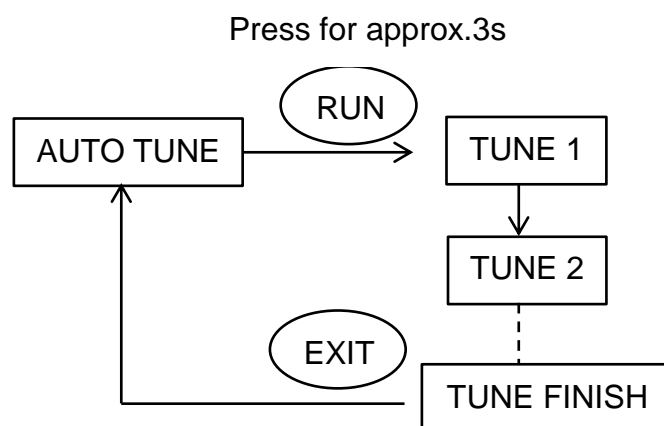 Press for approx.3s
RUN
AUTO TUNE
TUNE 1
TUNE 2
EXIT
TUNE FINISH